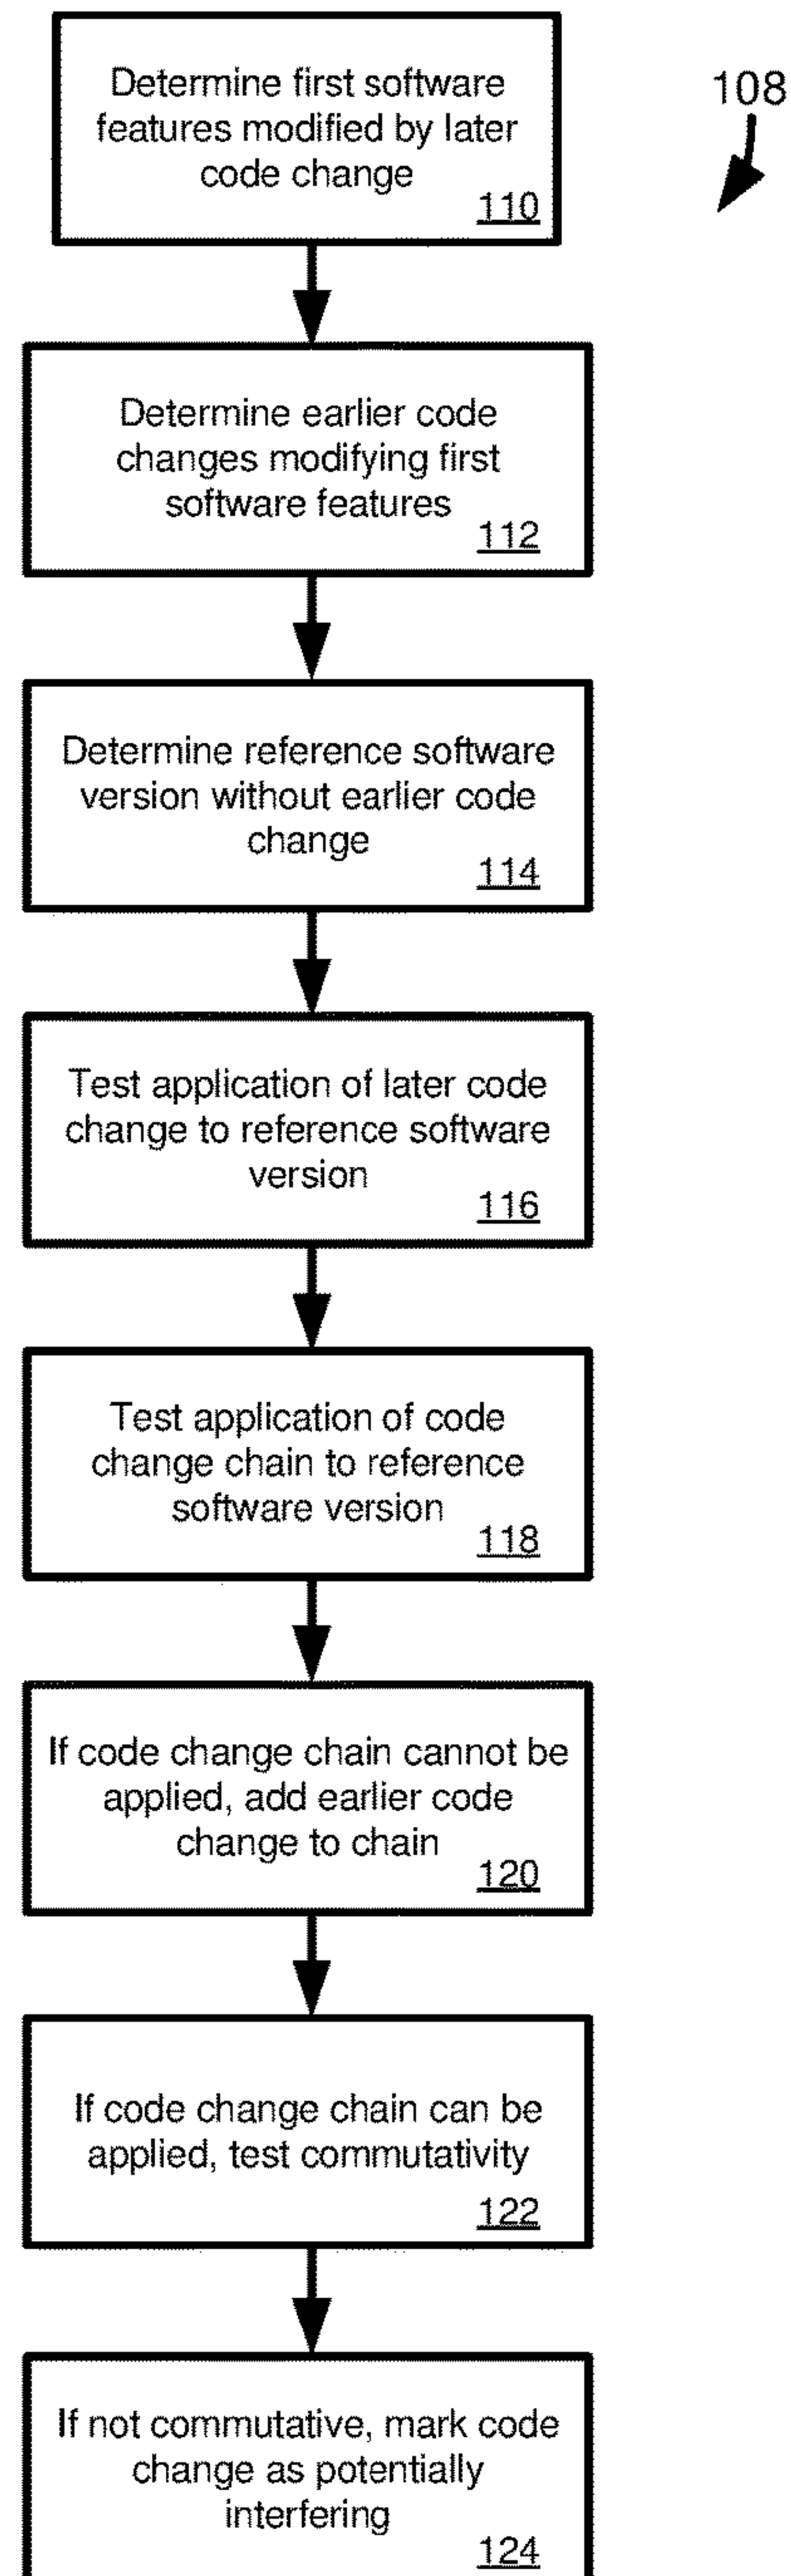 Determine first software
features modified by later
code change
110
108
Determine earlier code
changes modifying first
software features
112
Determine reference software
version without earlier code
change
114
Test application of later code
change to reference software
version
116
Test application of code
change chain to reference
software version
118
If code change chain cannot be
applied, add earlier code
change to chain
120
If code change chain can be
applied, test commutativity
122
If not commutative, mark code
change as potentially
interfering
124